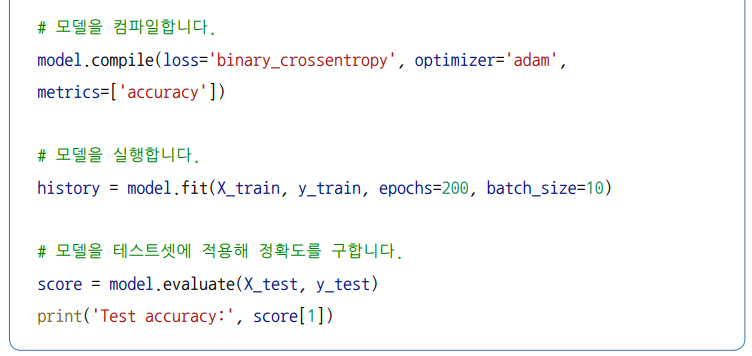 # 모델을 컴파일합니다.
model.compile(loss='binary_crossentropy', optimizer='adam',
metrics=['accuracy'])
# 모델을 실행합니다.
history = model.fit(X_train, y_train, epochs=200, batch_size=10)
# 모델을 테스트셋에 적용해 정확도를 구합니다.
score = model.evaluate(X_test, y_test)
print('Test accuracy:', score[1])